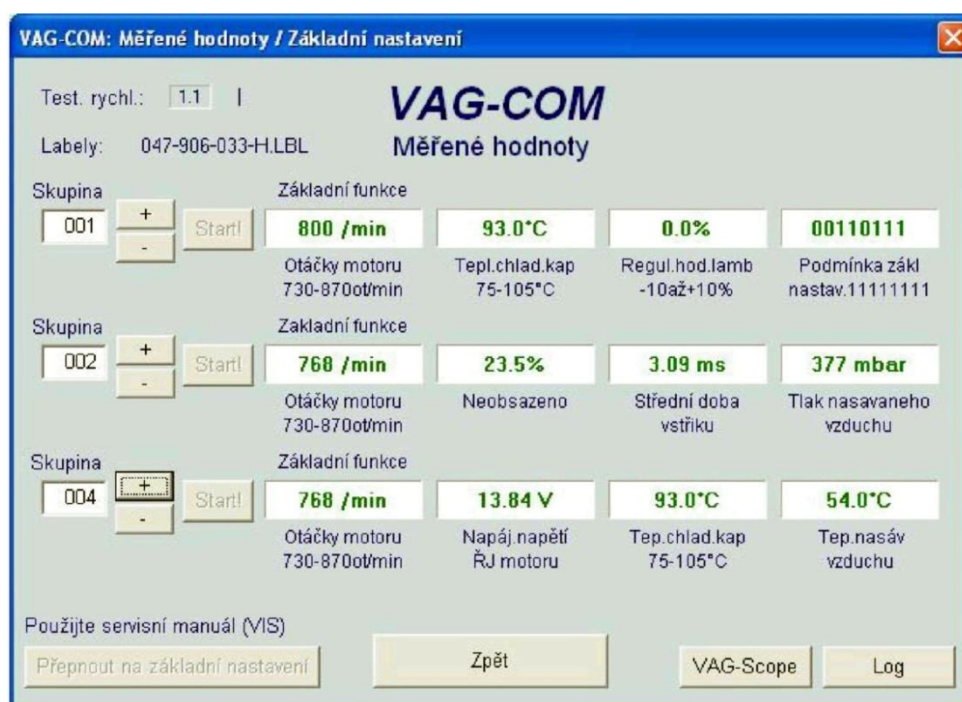 VAG-COM: Měřené hodnoty / Základní nastavení
Test. rychl.: 1.1
VAG-COM
Labely: 047-906-033-H.LBL
Měřené hodnoty
Skupina Základní funkce
001 + - Start! 800 /min 93.0°C 0.0% 00110111
Otáčky motoru Tepl.chlad.kap Regul.hod.lamb Podmínka zákl
730-870ot/min 75-105°C -10až+10% nastav.11111111
Skupina Zakladní funkce
002 + - Start! 768 /min 23.5% 3.09 ms 377 mbar
Otáčky motoru Neobsazeno Střední doba Tlak nasavaneho
730-870ot/min vstřiku vzduchu
Skupina Základní funkce
004 + - Start! 768 /min 13.84 V 93.0°C 54.0°C
Otáčky motoru Napáj.napětí Tep.chlad.kap Tep.nasáv
730-870ot/min ŘJ motoru 75-105°C vzduchu
Použijte servisní manuál (VIS)
Přepnout na základní nastavení Zpět VAG-Scope Log